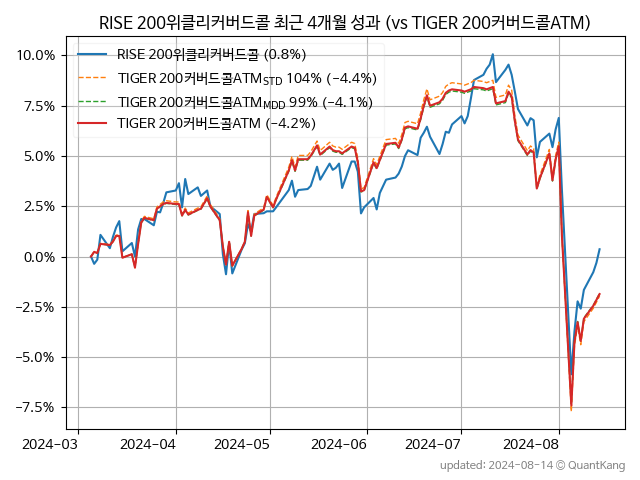 RISE 200위클리커버드콜 최근 4개월 성과 (vs TIGER 200커버드콜ATM)
RISE 200위클리커버드콜 (0.8%)
TIGER 200커버드콜ATM_STD 104% (−4.4%)
TIGER 200커버드콜ATM_MDD 99% (−4.1%)
TIGER 200커버드콜ATM (−4.2%)
10.0%
7.5%
5.0%
2.5%
0.0%
−2.5%
−5.0%
−7.5%
2024-03 2024-04 2024-05 2024-06 2024-07 2024-08
updated: 2024-08-14 © QuantKang